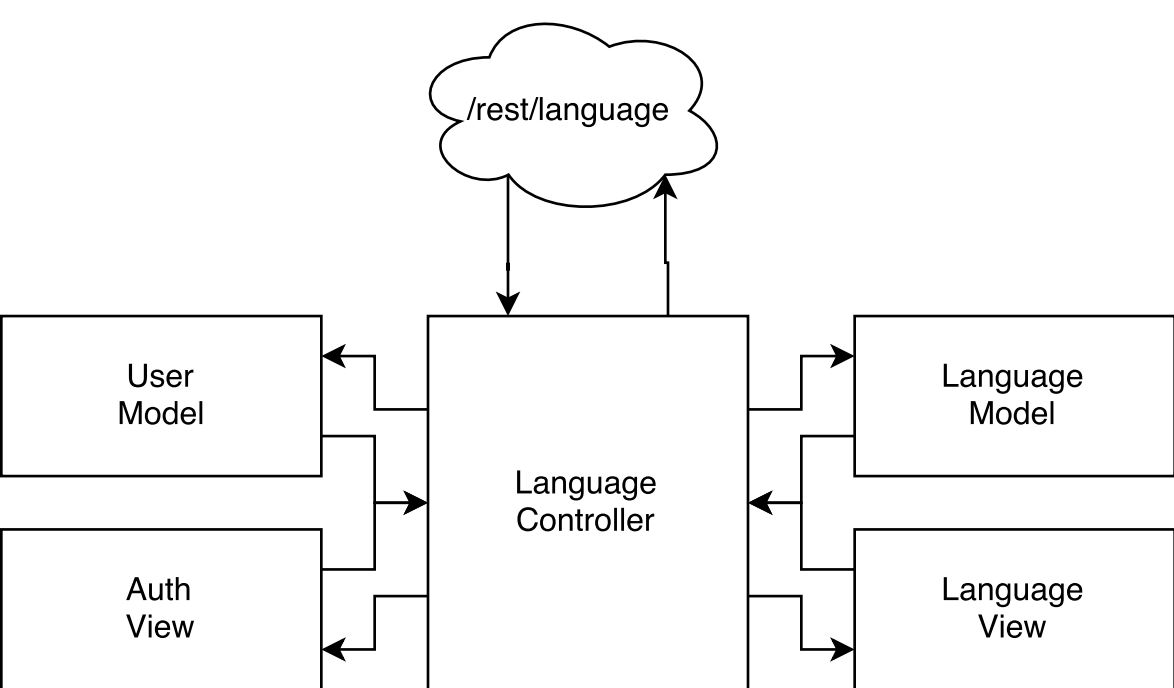 /rest/language
User
Model
Language
Model
Language
Controller
Auth
View
Language
View